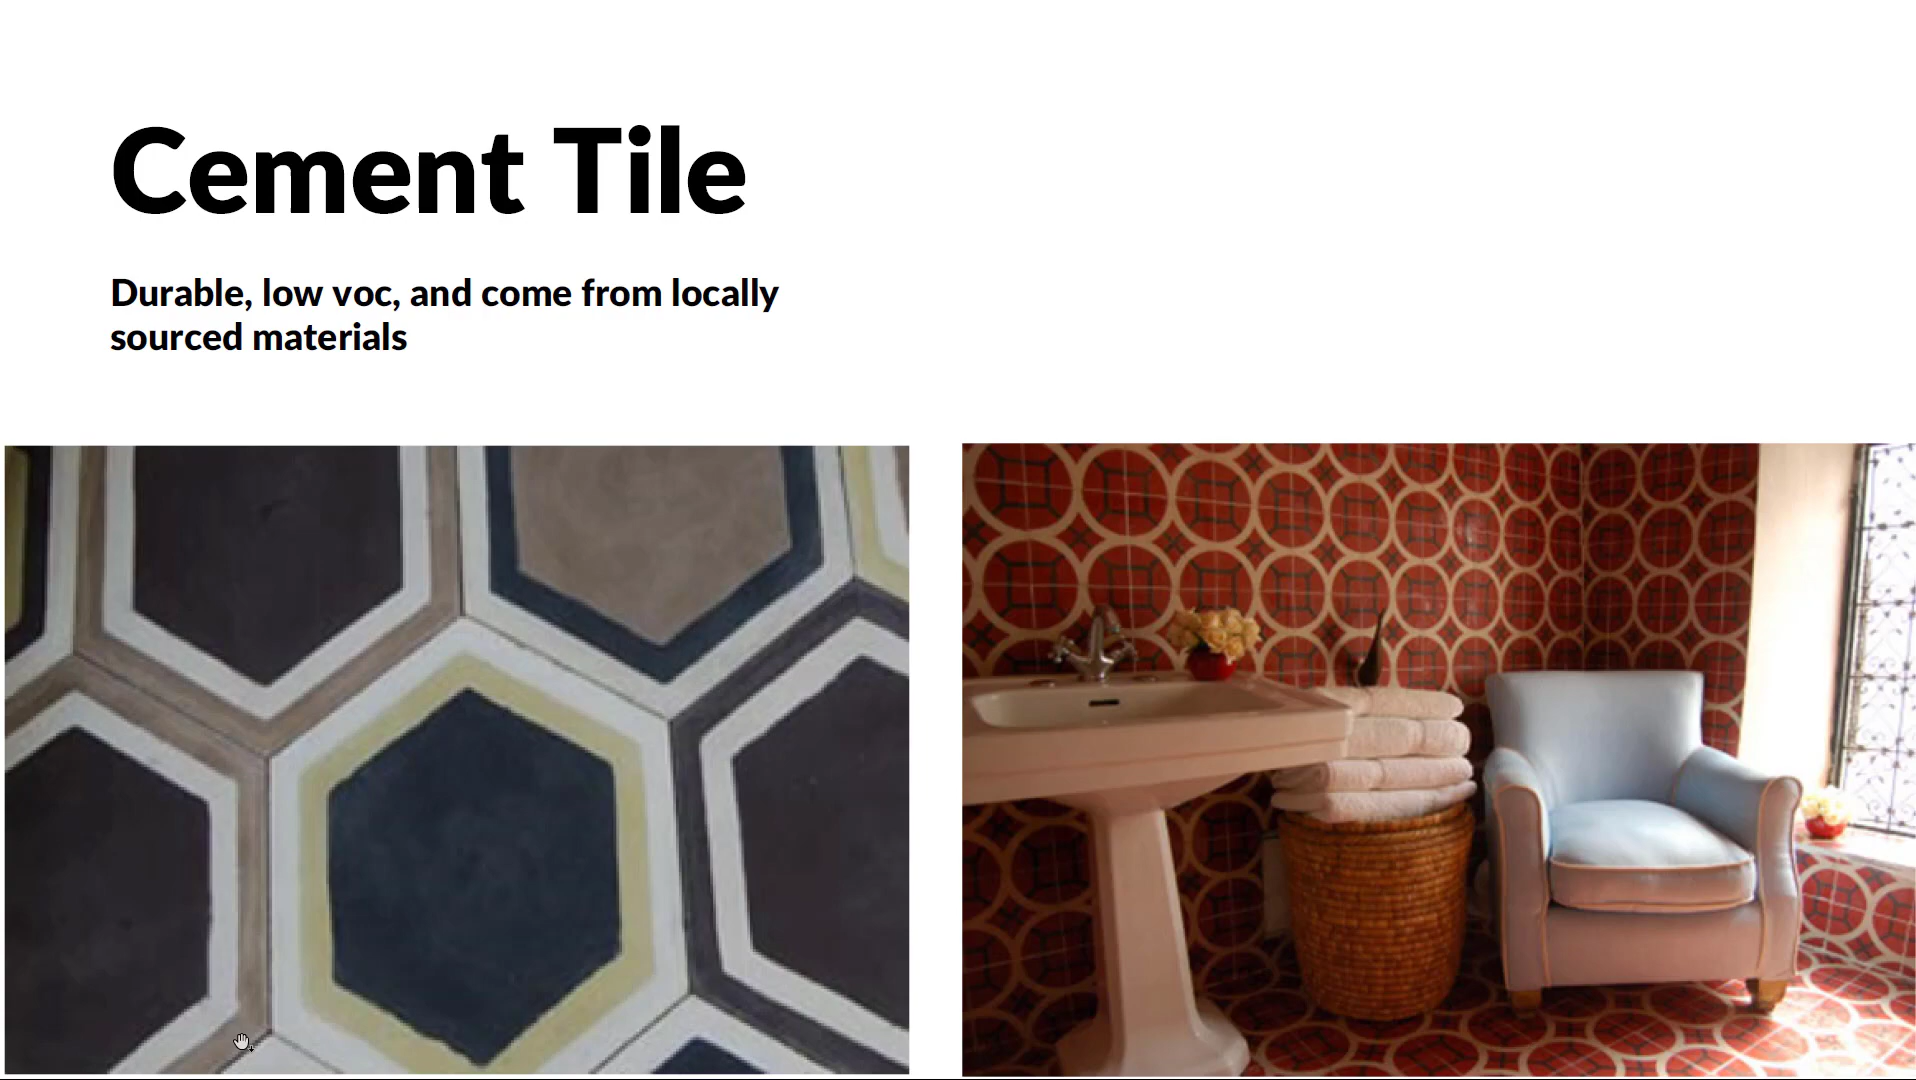 Cement Tile
Durable, low voc, and come from locally
sourced materials